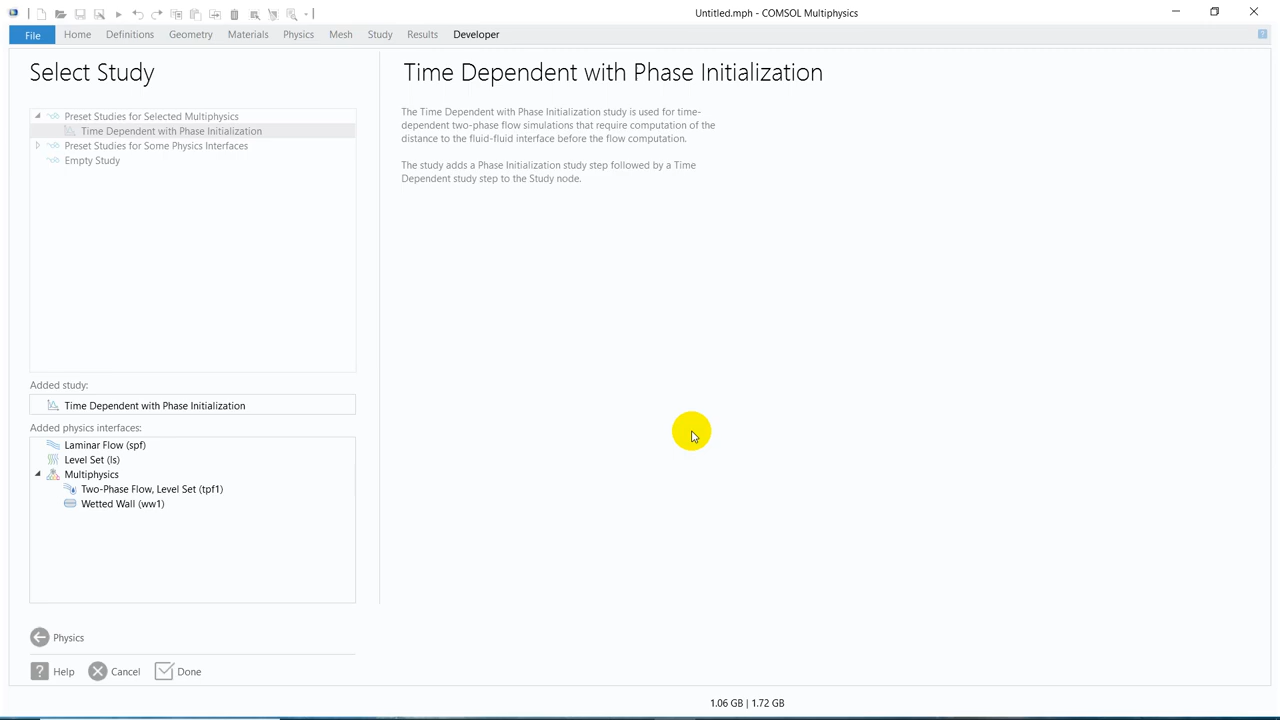 Untitled.mph - COMSOL Multiphysics
File Home Definitions Geometry Materials Physics Mesh Study Results Developer
?
Select Study
Time Dependent with Phase Initialization
Preset Studies for Selected Multiphysics
Time Dependent with Phase Initialization
Preset Studies for Some Physics Interfaces
Empty Study
The Time Dependent with Phase Initialization study is used for time-
dependent two-phase flow simulations that require computation of the
distance to the fluid-fluid interface before the flow computation.
The study adds a Phase Initialization study step followed by a Time
Dependent study step to the Study node.
Added study:
Time Dependent with Phase Initialization
Added physics interfaces:
Laminar Flow (spf)
Level Set (ls)
Multiphysics
Two-Phase Flow, Level Set (tpf1)
Wetted Wall (ww1)
Physics
? Help Cancel Done
1.06 GB | 1.72 GB